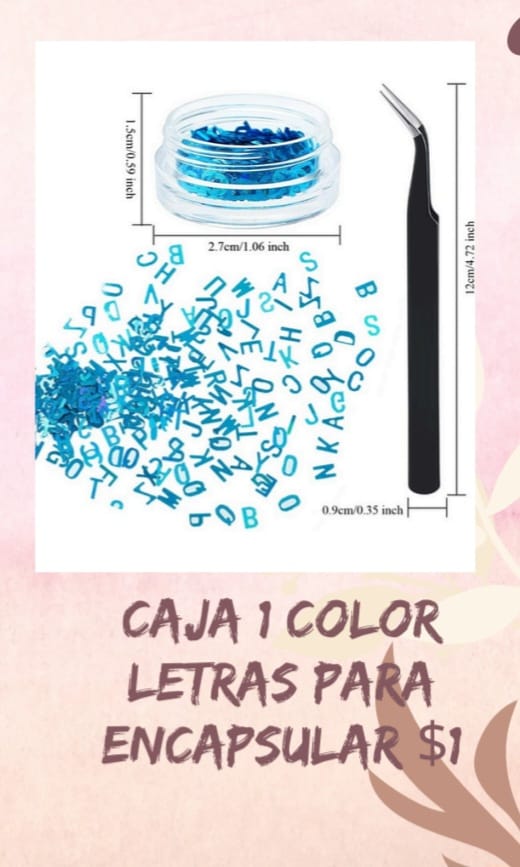 1.5cm/0.59 inch
2.7cm/1.06 inch
12cm/4.72 inch
0.9cm/0.35 inch
CAJA 1 COLOR
LETRAS PARA
ENCAPSULAR $1